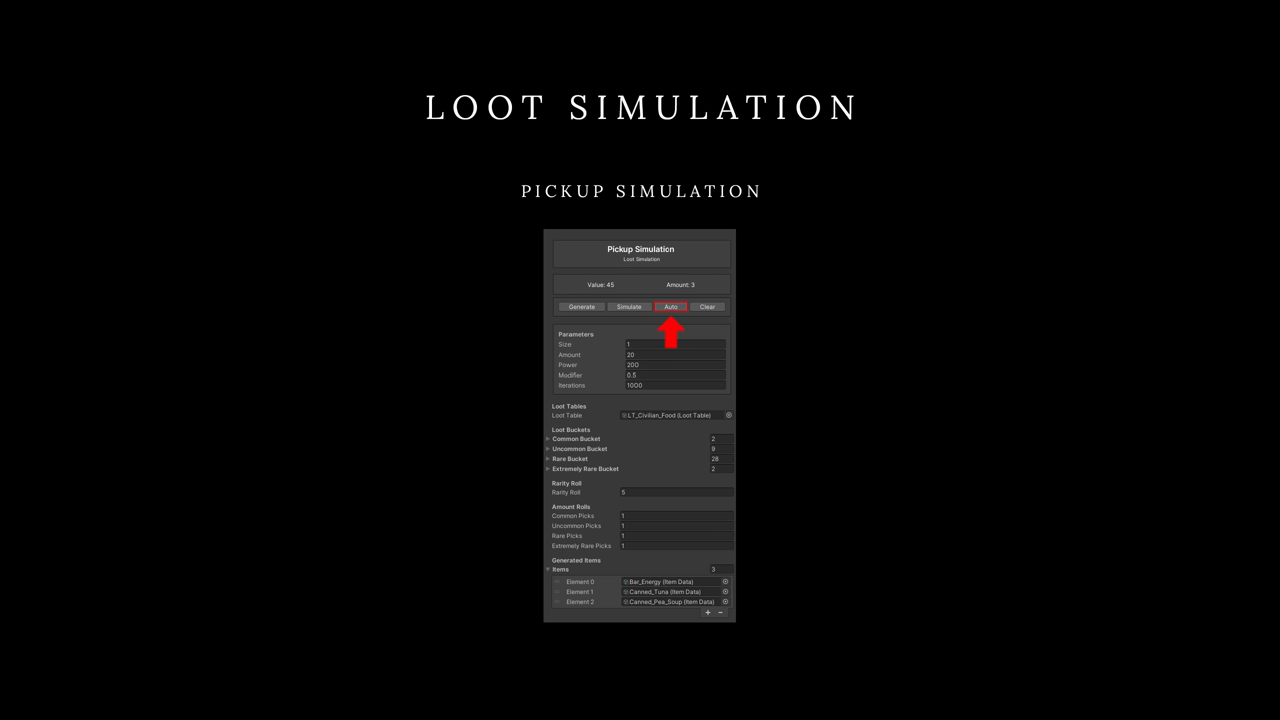 LOOT SIMULATION
PICKUP SIMULATION
Pickup Simulation
Loot Simulation
Value: 45 Amount: 3
Generate Simulate Auto Clear
Parameters
Size 1
Amount 20
Power 200
Modifier 0.5
Iterations 1000
Loot Tables
Loot Table LT_Civilian_Food (Loot Table)
Loot Buckets
Common Bucket 2
Uncommon Bucket 9
Rare Bucket 28
Extremely Rare Bucket 2
Rarity Roll
Rarity Roll 5
Amount Rolls
Common Picks 1
Uncommon Picks 1
Rare Picks 1
Extremely Rare Picks 1
Generated Items
Items 3
Element 0 Bar_Energy (Item Data)
Element 1 Canned_Tuna (Item Data)
Element 2 Canned_Pea_Soup (Item Data)
+ −